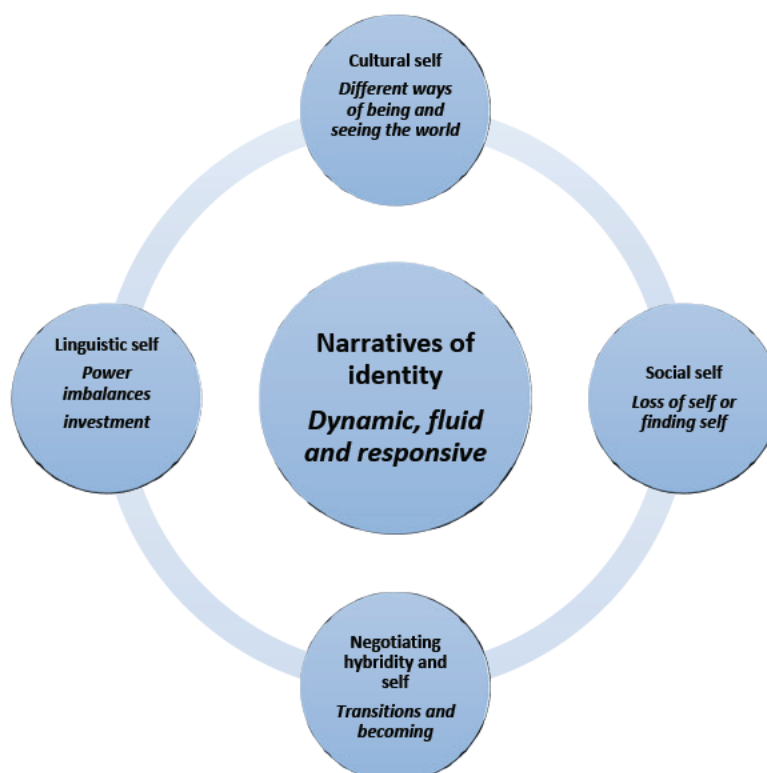 Cultural self
Different ways
of being and
seeing the world
Linguistic self
Power
imbalances
investment
Narratives of
identity
Dynamic, fluid
and responsive
Social self
Loss of self or
finding self
Negotiating
hybridity and
self
Transitions and
becoming